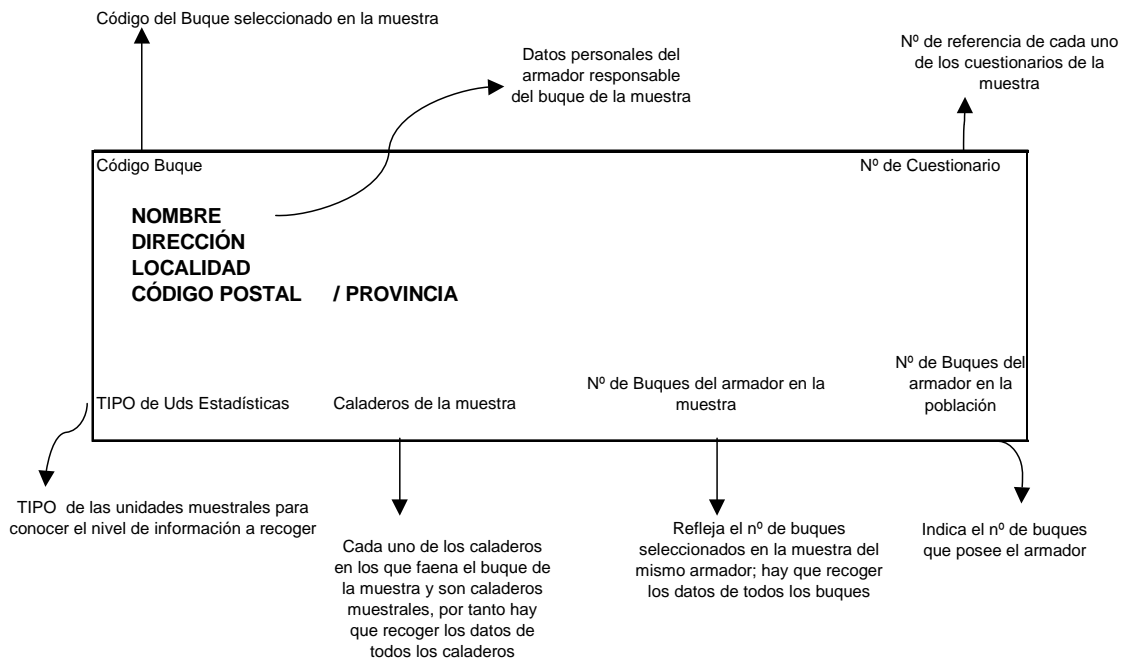 Código del Buque seleccionado en la muestra
Datos personales del
armador responsable
del buque de la muestra
Nº de referencia de cada uno
de los cuestionarios de la
muestra
Código Buque
Nº de Cuestionario
NOMBRE
DIRECCIÓN
LOCALIDAD
CÓDIGO POSTAL / PROVINCIA
TIPO de Uds Estadísticas
Caladeros de la muestra
Nº de Buques del armador en la
muestra
Nº de Buques del
armador en la
población
TIPO de las unidades muestrales para
conocer el nivel de información a recoger
Cada uno de los caladeros
en los que faena el buque de
la muestra y son caladeros
muestrales, por tanto hay
que recoger los datos de
todos los caladeros
Refleja el nº de buques
seleccionados en la muestra del
mismo armador; hay que recoger
los datos de todos los buques
Indica el nº de buques
que posee el armador